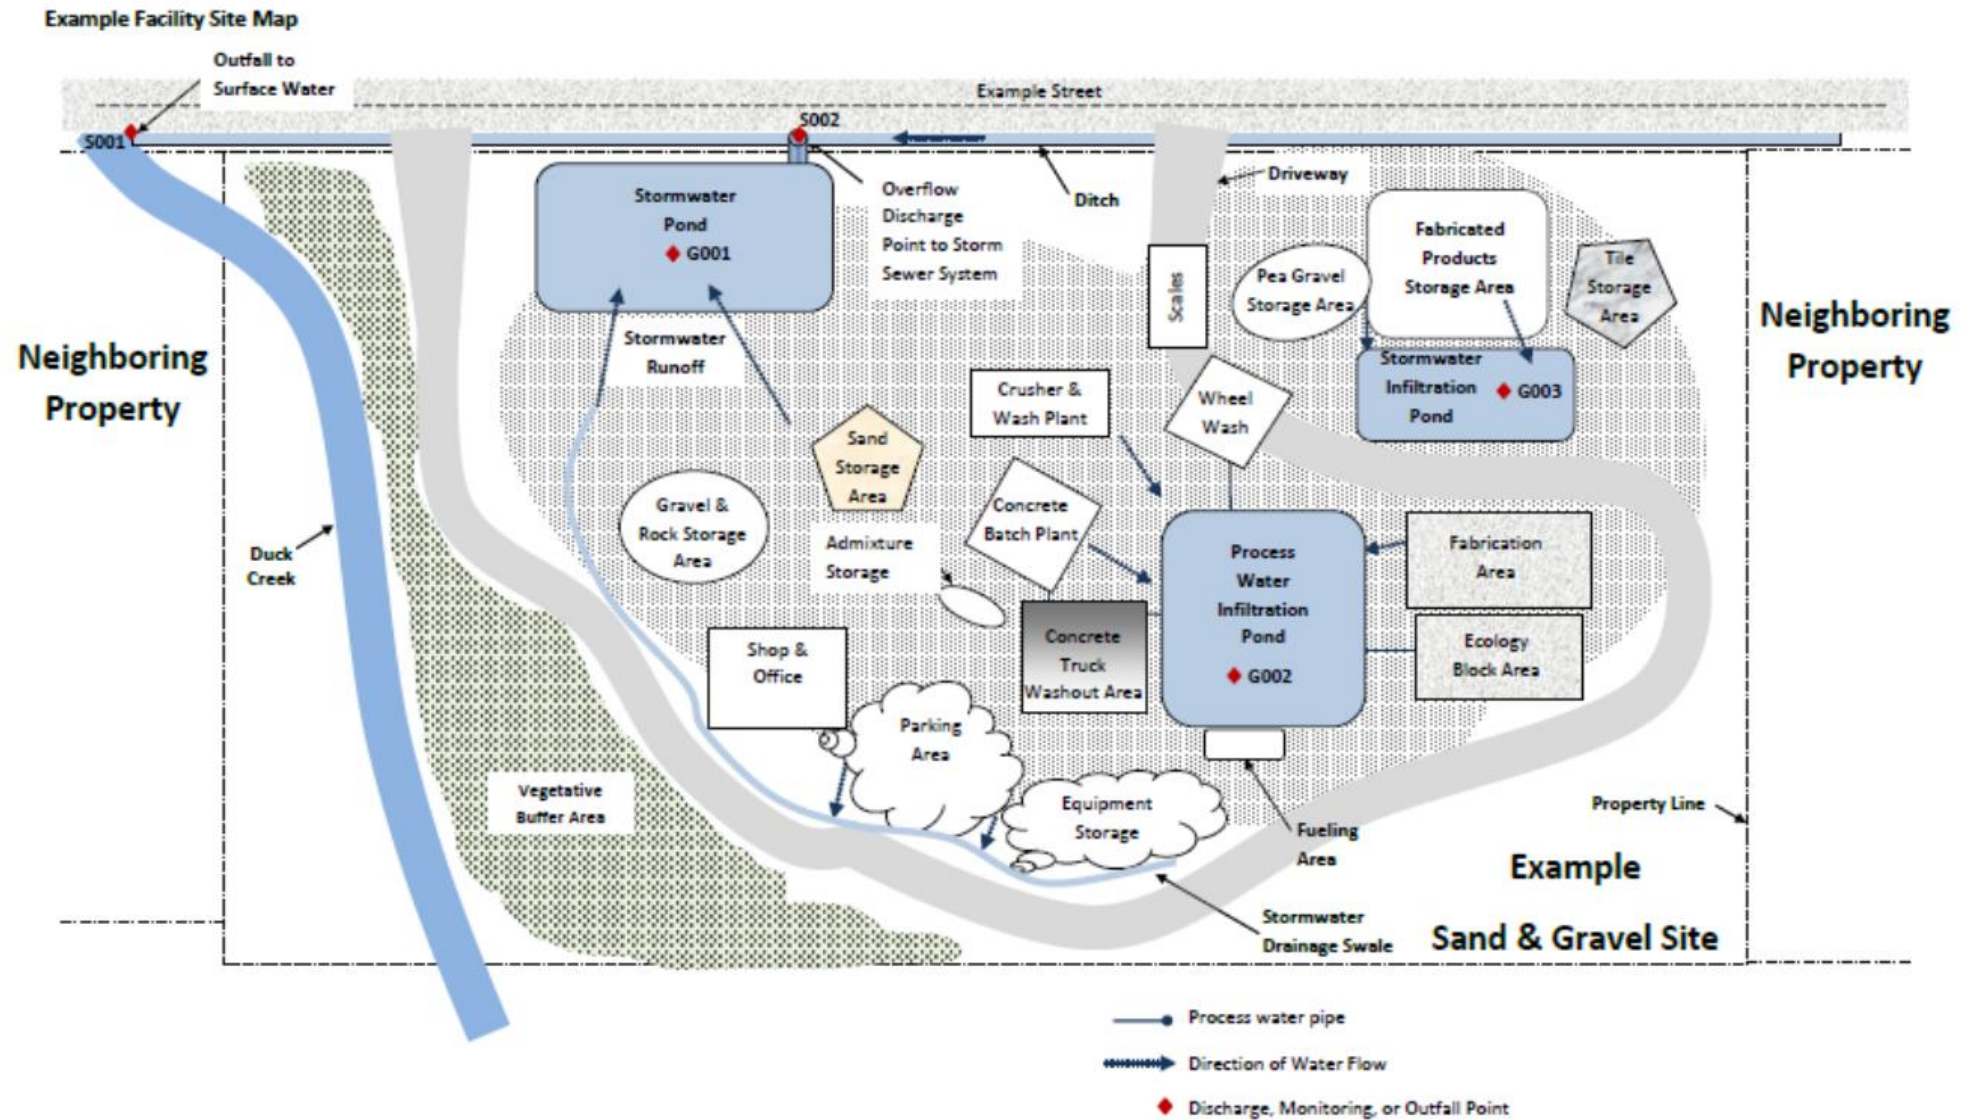 Example Facility Site Map
Outfall to
Surface Water
Example Street
S001
S002
Stormwater
Pond
G001
Overflow
Discharge
Point to Storm
Sewer System
Ditch
Driveway
Scales
Pea Gravel
Storage Area
Fabricated
Products
Storage Area
Tile
Storage
Area
Neighboring
Property
Neighboring
Property
Stormwater
Runoff
Stormwater
Infiltration
Pond
G003
Crusher &
Wash Plant
Wheel
Wash
Sand
Storage
Area
Gravel &
Rock Storage
Area
Admixture
Storage
Concrete
Batch Plant
Process
Water
Infiltration
Pond
G002
Fabrication
Area
Ecology
Block Area
Duck
Creek
Shop &
Office
Concrete
Truck
Washout Area
Parking
Area
Vegetative
Buffer Area
Equipment
Storage
Fueling
Area
Property Line
Example
Sand & Gravel Site
Stormwater
Drainage Swale
Process water pipe
Direction of Water Flow
Discharge, Monitoring, or Outfall Point